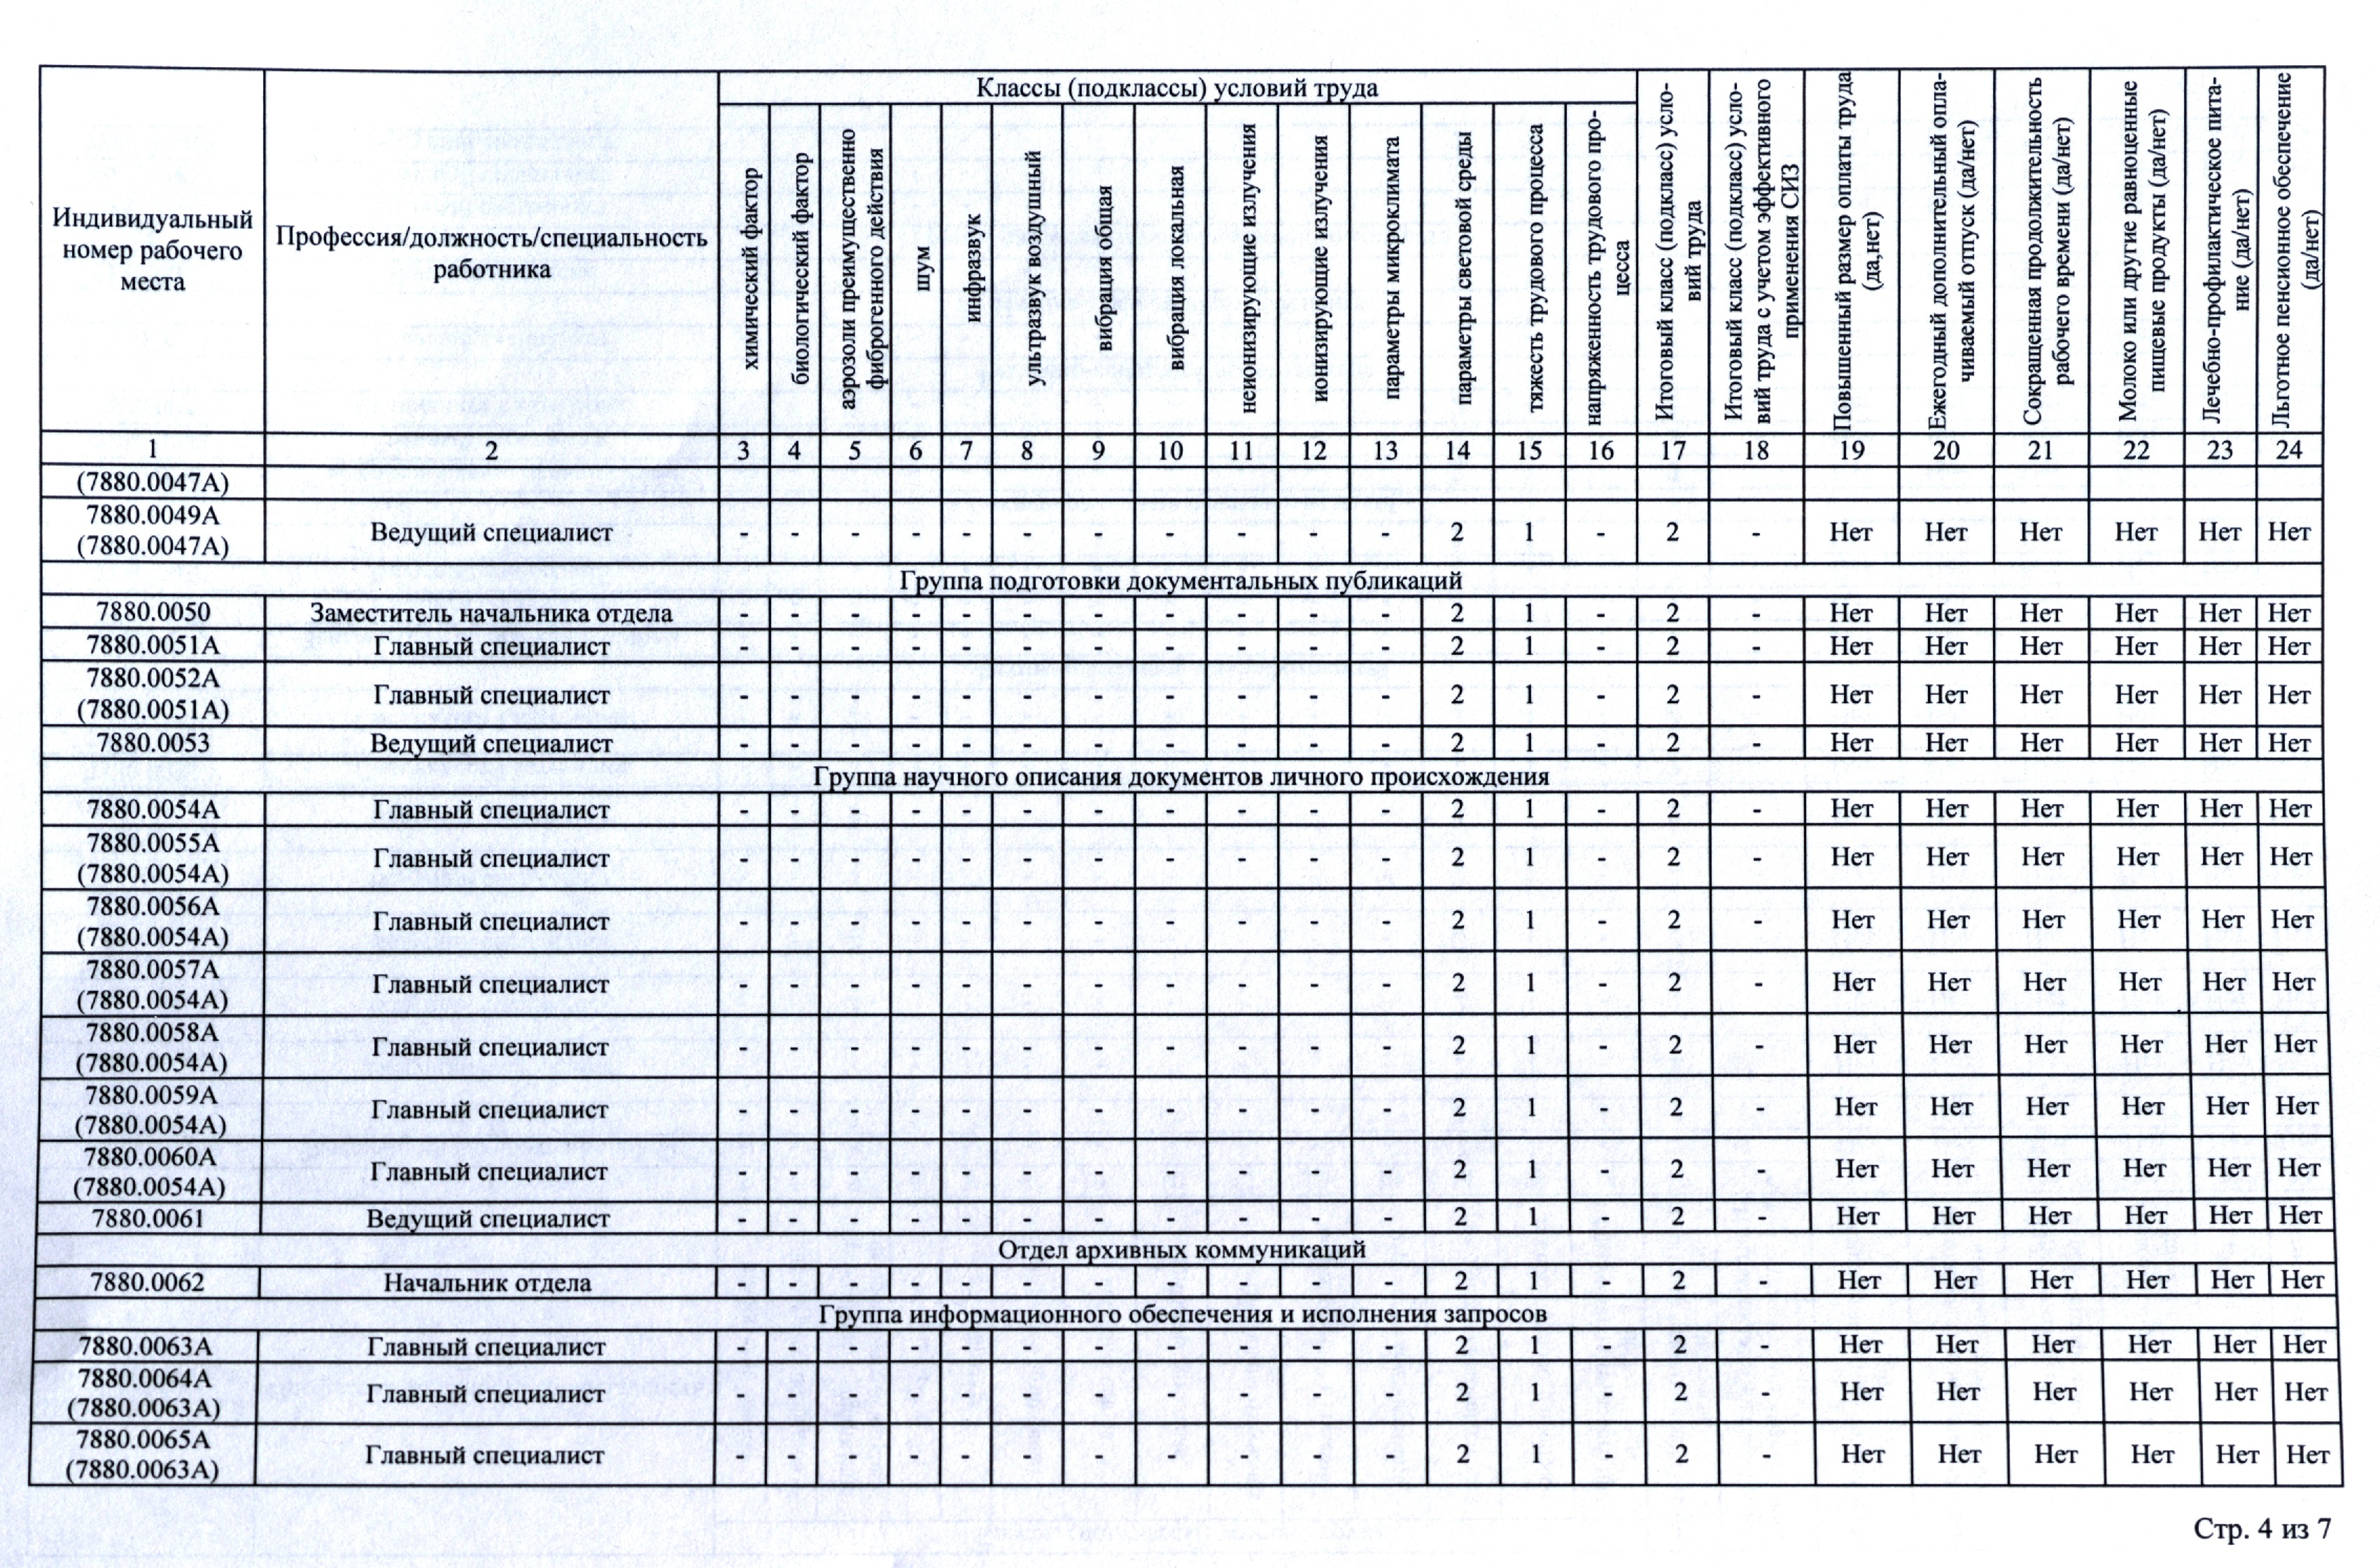 Индивидуальный
номер рабочего
места
Профессия/должность/специальность
работника
Классы (подклассы) условий труда
химический фактор
биологический фактор
аэрозоли преимущественно
фиброгенного действия
шум
инфразвук
ультразвук воздушный
вибрация общая
вибрация локальная
неионизирующие излучения
ионизирующие излучения
параметры микроклимата
параметры световой среды
тяжесть трудового процесса
напряженность трудового про-
цесса
Итоговый класс (подкласс) усло-
вий труда
Итоговый класс (подкласс) усло-
вий труда с учетом эффективного
применения СИЗ
Повышенный размер оплаты труда
(да,нет)
Ежегодный дополнительный опла-
чиваемый отпуск (да/нет)
Сокращенная продолжительность
рабочего времени (да/нет)
Молоко или другие равноценные
пищевые продукты (да/нет)
Лечебно-профилактическое пита-
ние (да/нет)
Льготное пенсионное обеспечение
(да/нет)
1 2 3 4 5 6 7 8 9 10 11 12 13 14 15 16 17 18 19 20 21 22 23 24
(7880.0047А)
7880.0049А
(7880.0047А)
Ведущий специалист - - - - - - - - - - - 2 1 - 2 - Нет Нет Нет Нет Нет Нет
Группа подготовки документальных публикаций
7880.0050 Заместитель начальника отдела - - - - - - - - - - - 2 1 - 2 - Нет Нет Нет Нет Нет Нет
7880.0051А Главный специалист - - - - - - - - - - - 2 1 - 2 - Нет Нет Нет Нет Нет Нет
7880.0052А
(7880.0051А)
Главный специалист - - - - - - - - - - - 2 1 - 2 - Нет Нет Нет Нет Нет Нет
7880.0053 Ведущий специалист - - - - - - - - - - - 2 1 - 2 - Нет Нет Нет Нет Нет Нет
Группа научного описания документов личного происхождения
7880.0054А Главный специалист - - - - - - - - - - - 2 1 - 2 - Нет Нет Нет Нет Нет Нет
7880.0055А
(7880.0054А)
Главный специалист - - - - - - - - - - - 2 1 - 2 - Нет Нет Нет Нет Нет Нет
7880.0056А
(7880.0054А)
Главный специалист - - - - - - - - - - - 2 1 - 2 - Нет Нет Нет Нет Нет Нет
7880.0057А
(7880.0054А)
Главный специалист - - - - - - - - - - - 2 1 - 2 - Нет Нет Нет Нет Нет Нет
7880.0058А
(7880.0054А)
Главный специалист - - - - - - - - - - - 2 1 - 2 - Нет Нет Нет Нет Нет Нет
7880.0059А
(7880.0054А)
Главный специалист - - - - - - - - - - - 2 1 - 2 - Нет Нет Нет Нет Нет Нет
7880.0060А
(7880.0054А)
Главный специалист - - - - - - - - - - - 2 1 - 2 - Нет Нет Нет Нет Нет Нет
7880.0061 Ведущий специалист - - - - - - - - - - - 2 1 - 2 - Нет Нет Нет Нет Нет Нет
Отдел архивных коммуникаций
7880.0062 Начальник отдела - - - - - - - - - - - 2 1 - 2 - Нет Нет Нет Нет Нет Нет
Группа информационного обеспечения и исполнения запросов
7880.0063А Главный специалист - - - - - - - - - - - 2 1 - 2 - Нет Нет Нет Нет Нет Нет
7880.0064А
(7880.0063А)
Главный специалист - - - - - - - - - - - 2 1 - 2 - Нет Нет Нет Нет Нет Нет
7880.0065А
(7880.0063А)
Главный специалист - - - - - - - - - - - 2 1 - 2 - Нет Нет Нет Нет Нет Нет
Стр. 4 из 7